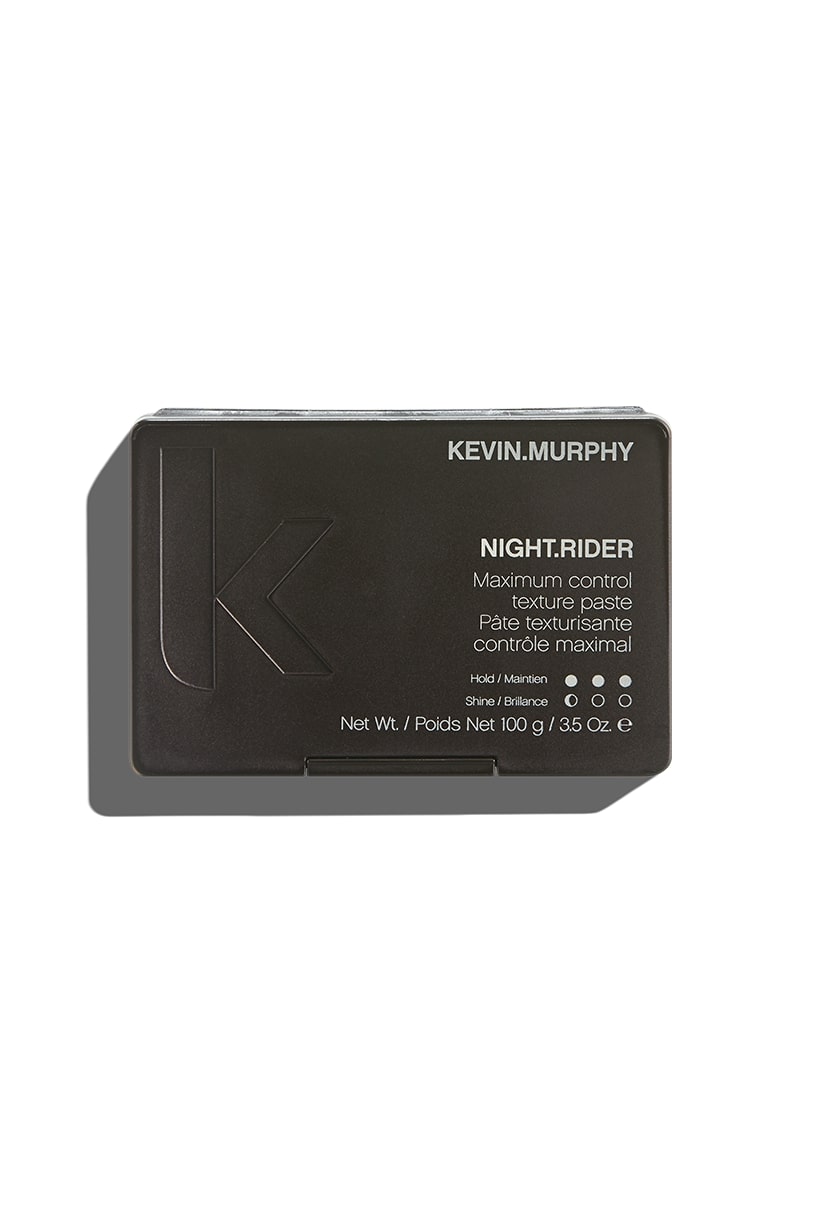 KEVIN.MURPHY
NIGHT.RIDER
Maximum control
texture paste
Pâte texturisante
contrôle maximal
Hold / Maintien
Shine / Brillance
Net Wt. / Poids Net 100 g / 3.5 Oz. ℮